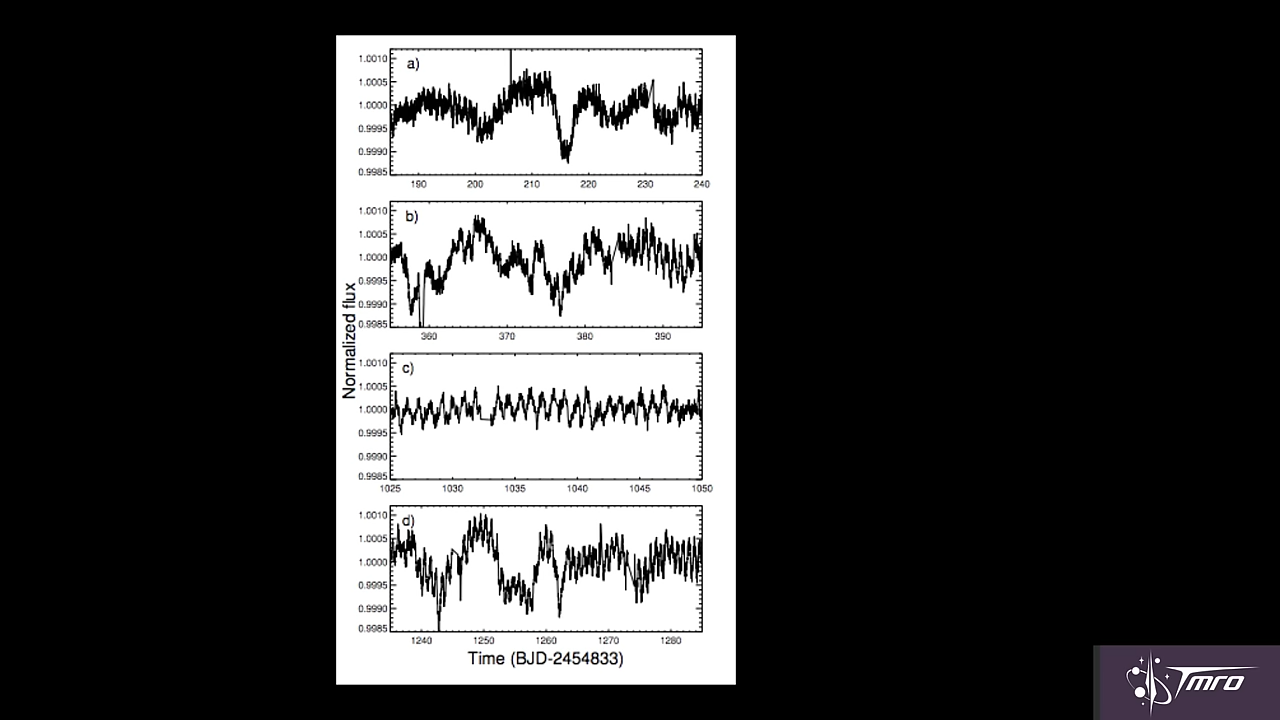 a)
1.0010
1.0005
1.0000
0.9995
0.9990
0.9985
190 200 210 220 230 240
b)
1.0010
1.0005
1.0000
0.9995
0.9990
0.9985
360 370 380 390
Normalized flux
c)
1.0010
1.0005
1.0000
0.9995
0.9990
0.9985
1025 1030 1035 1040 1045 1050
d)
1.0010
1.0005
1.0000
0.9995
0.9990
0.9985
1240 1250 1260 1270 1280
Time (BJD-2454833)
Tmro